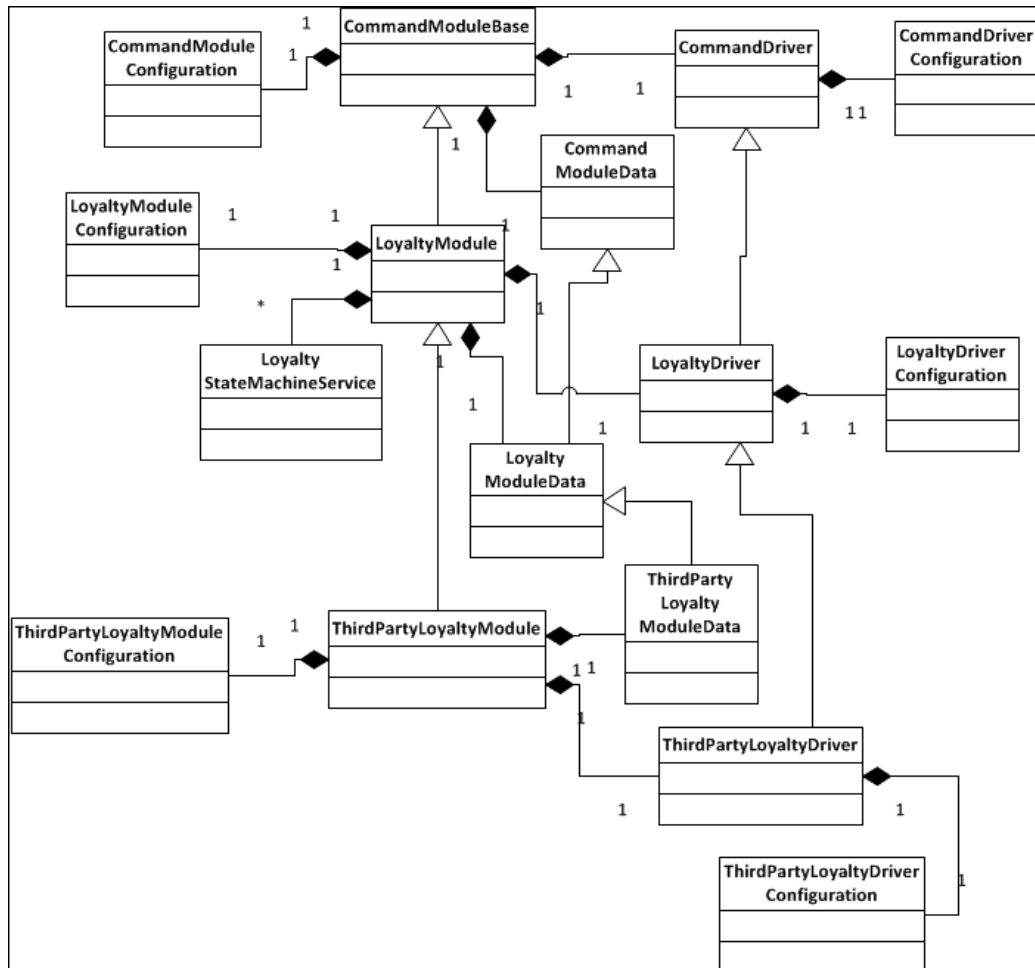 1
CommandModuleBase
CommandModule
Configuration
1
CommandDriver
CommandDriver
Configuration
1
1
1 1
1
Command
ModuleData
LoyaltyModule
Configuration
1
1
1
LoyaltyModule
1
*
1
Loyalty
StateMachineService
1
LoyaltyDriver
LoyaltyDriver
Configuration
1
1
1
1
Loyalty
ModuleData
ThirdParty
Loyalty
ModuleData
ThirdPartyLoyaltyModule
Configuration
1
1
ThirdPartyLoyaltyModule
1 1
1
ThirdPartyLoyaltyDriver
1
1
ThirdPartyLoyaltyDriver
Configuration
1